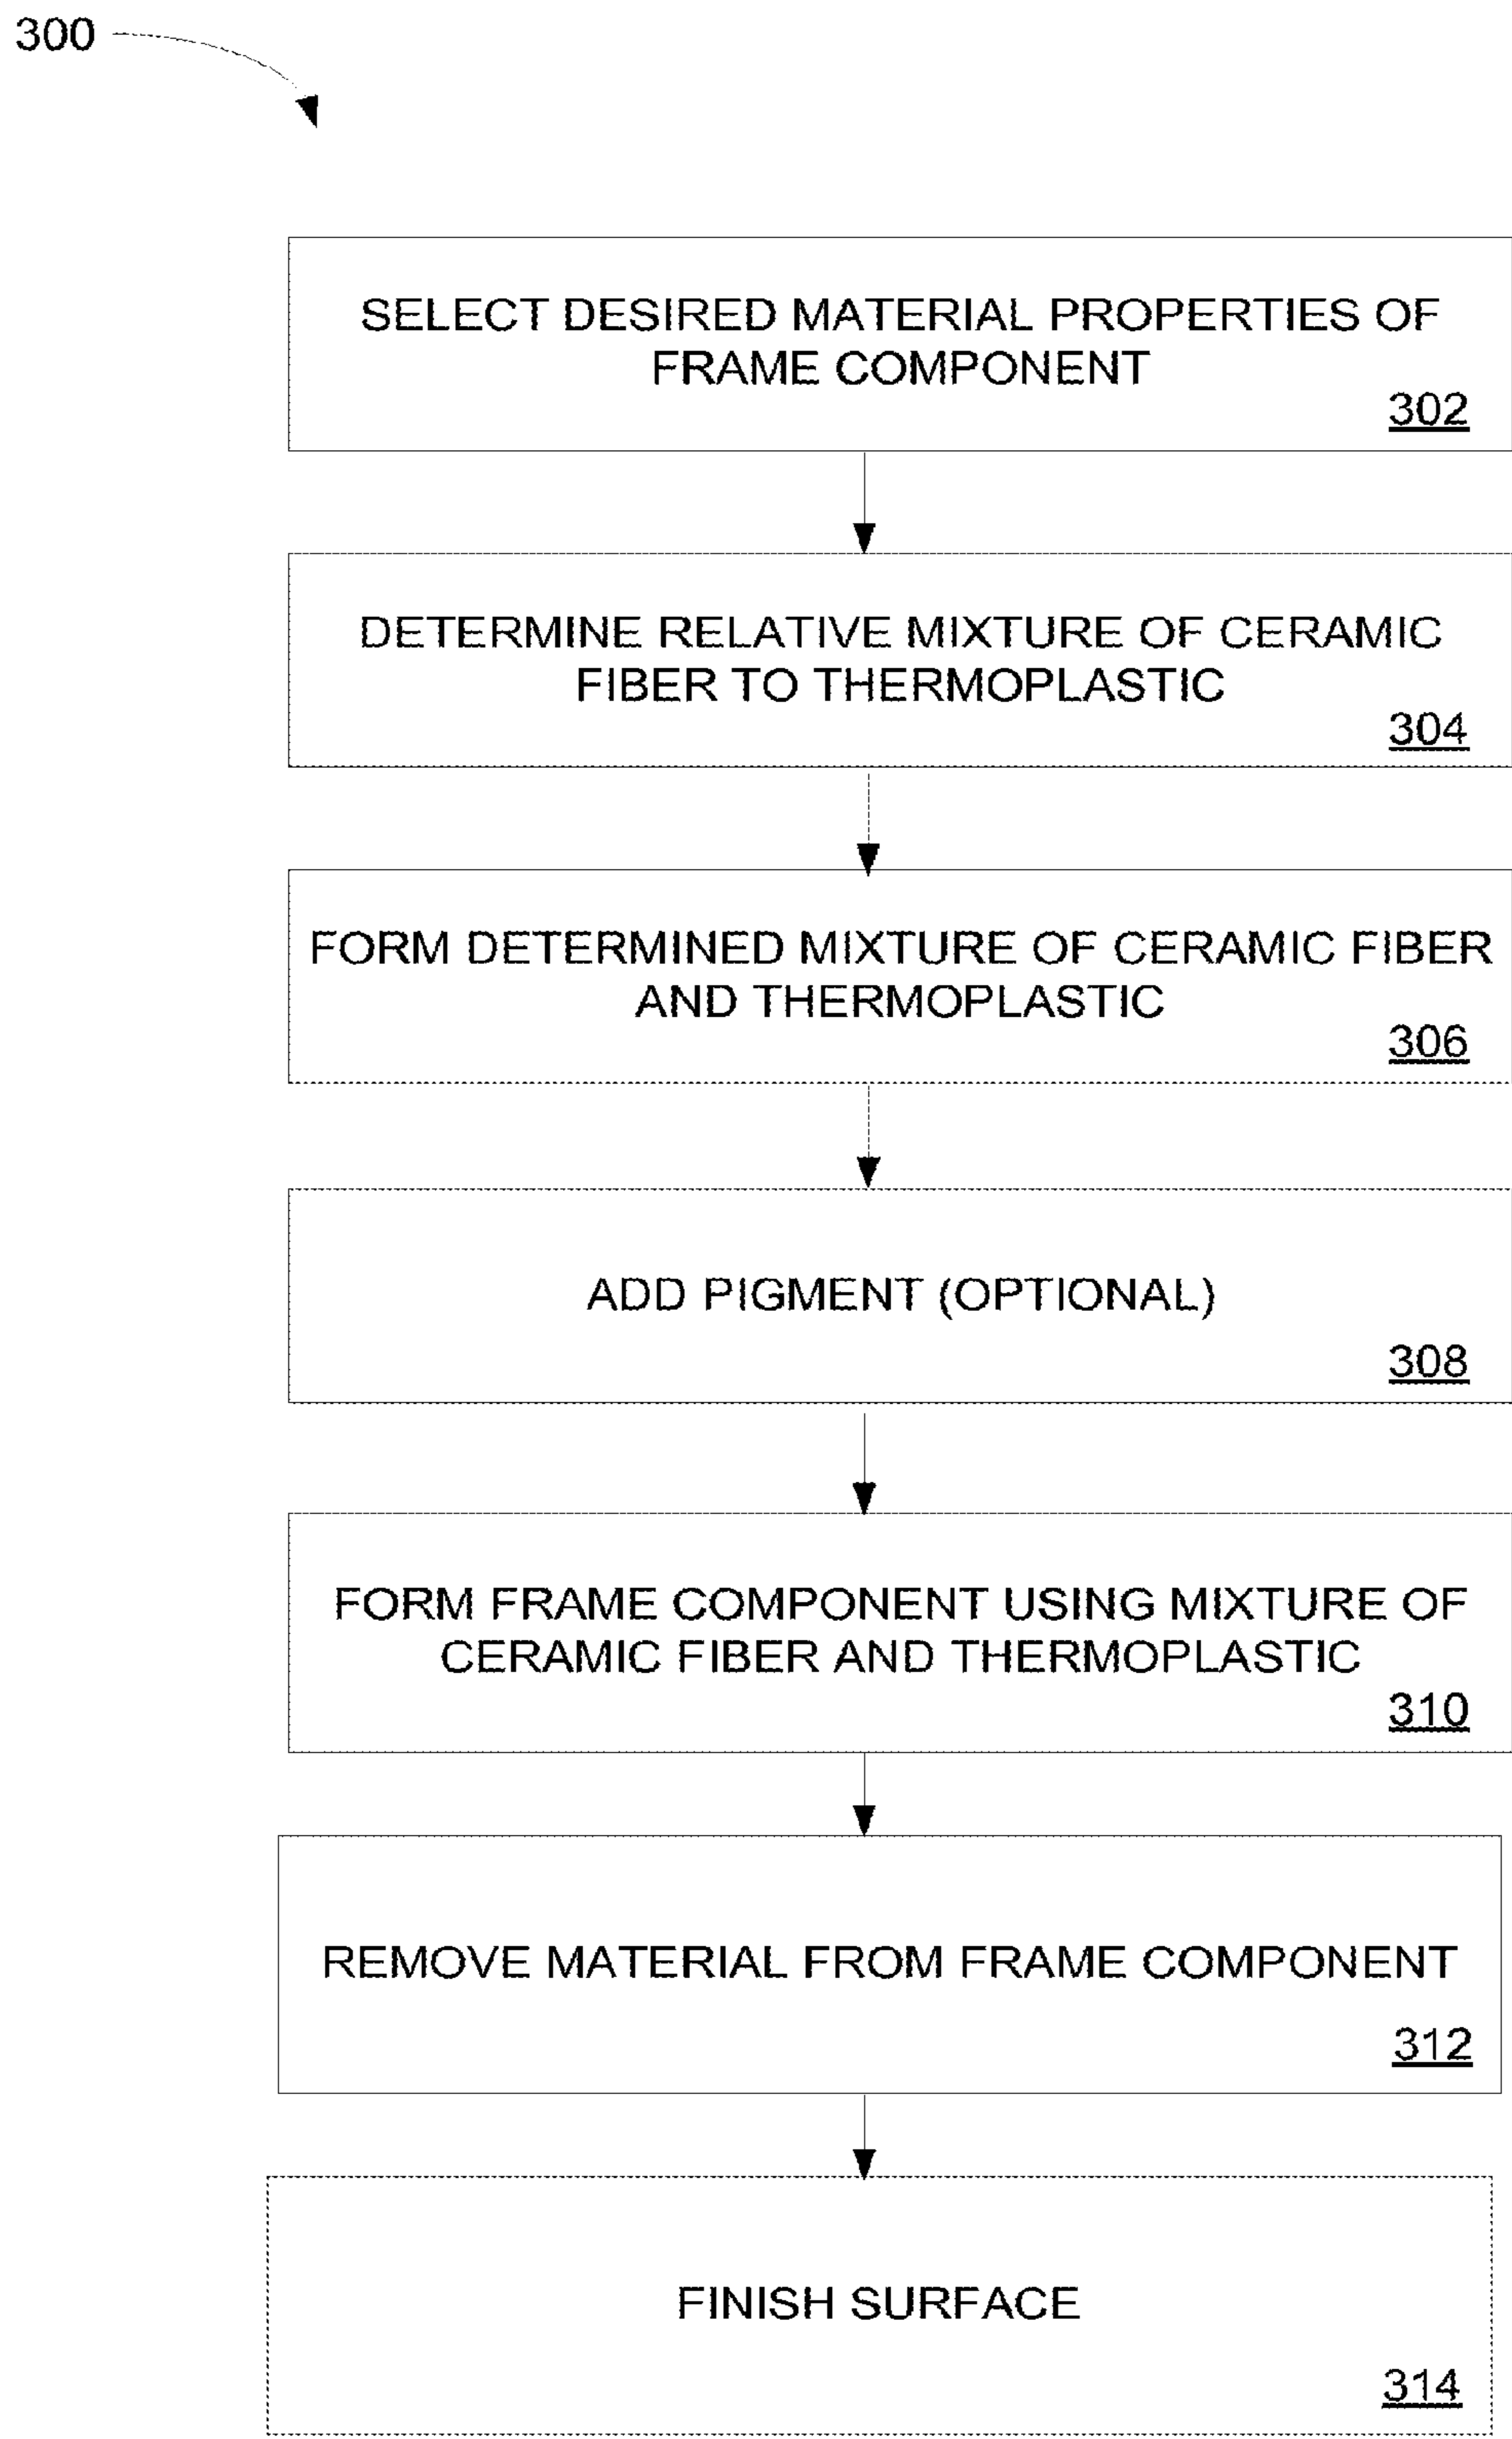 300
SELECT DESIRED MATERIAL PROPERTIES OF
FRAME COMPONENT
302
DETERMINE RELATIVE MIXTURE OF CERAMIC
FIBER TO THERMOPLASTIC
304
FORM DETERMINED MIXTURE OF CERAMIC FIBER
AND THERMOPLASTIC
306
ADD PIGMENT (OPTIONAL)
308
FORM FRAME COMPONENT USING MIXTURE OF
CERAMIC FIBER AND THERMOPLASTIC
310
REMOVE MATERIAL FROM FRAME COMPONENT
312
FINISH SURFACE
314